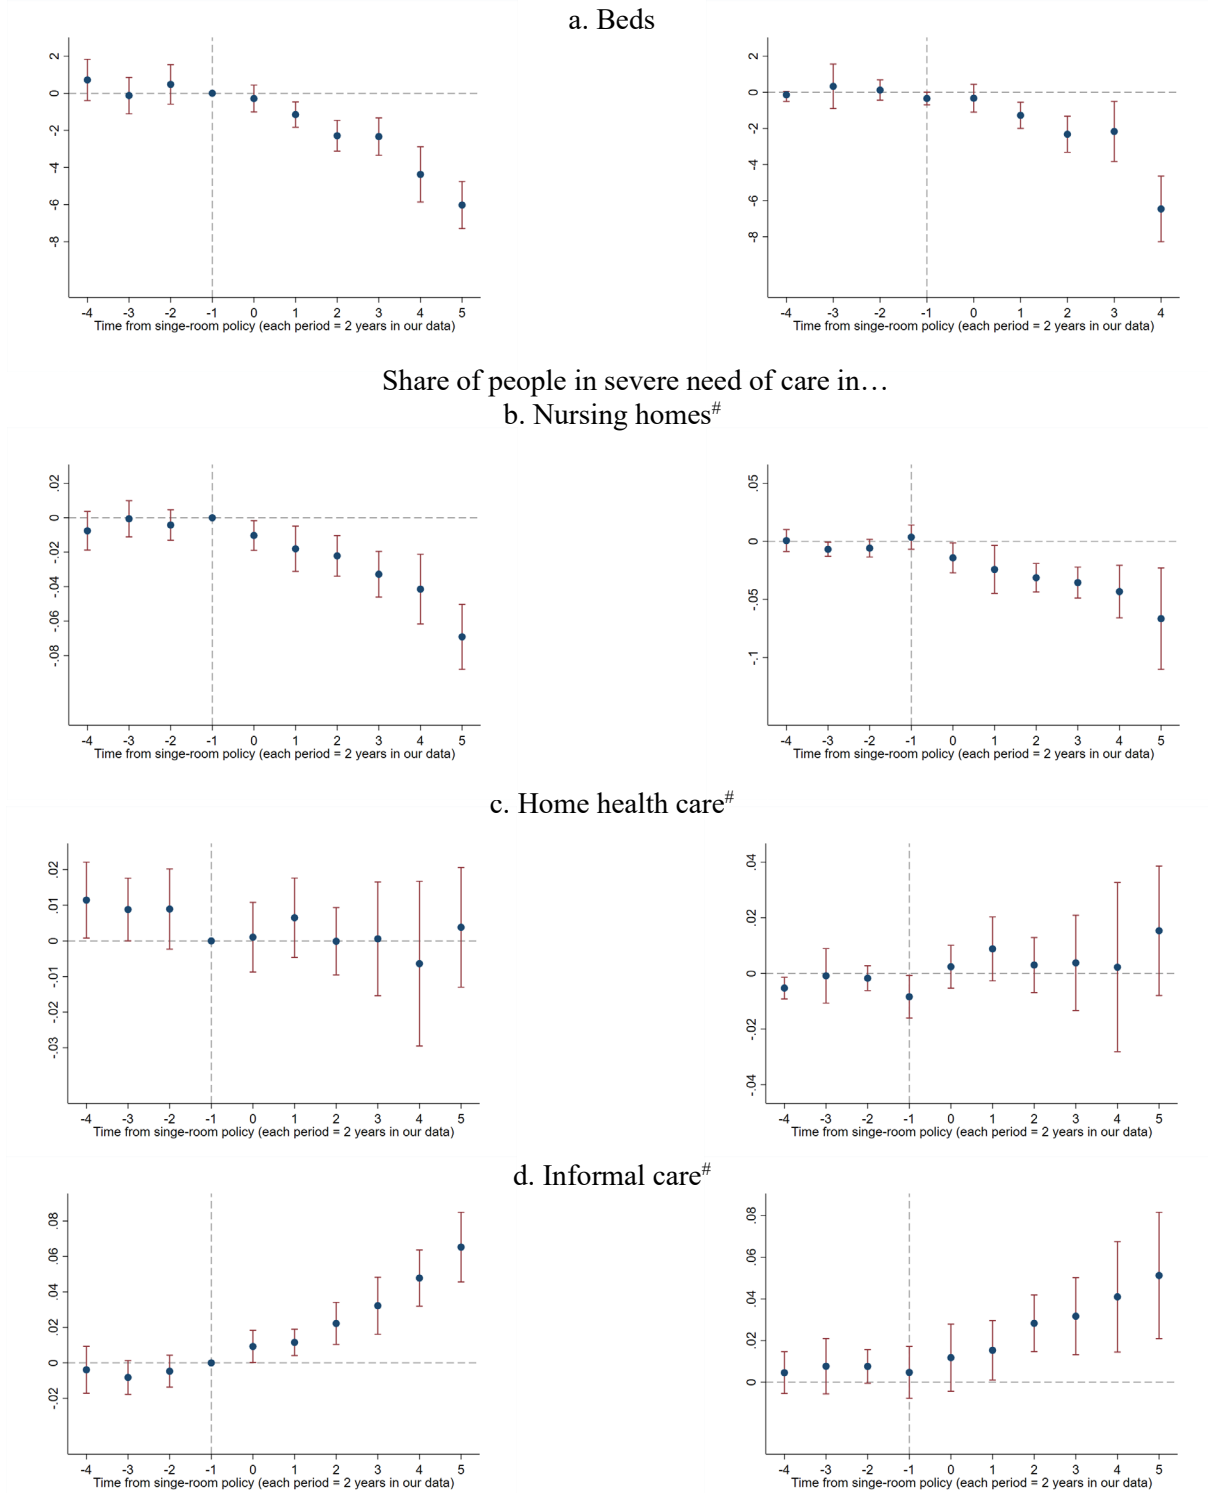 a. Beds
2
0
-2
-4
-6
-8
-4 -3 -2 -1 0 1 2 3 4 5
Time from singe-room policy (each period = 2 years in our data)
2
0
-2
-4
-6
-8
-4 -3 -2 -1 0 1 2 3 4
Time from singe-room policy (each period = 2 years in our data)
Share of people in severe need of care in…
b. Nursing homes#
.02
0
-.02
-.04
-.06
-.08
-4 -3 -2 -1 0 1 2 3 4 5
Time from singe-room policy (each period = 2 years in our data)
.05
0
-.05
-.1
-4 -3 -2 -1 0 1 2 3 4 5
Time from singe-room policy (each period = 2 years in our data)
c. Home health care#
.02
.01
0
-.01
-.02
-.03
-4 -3 -2 -1 0 1 2 3 4 5
Time from singe-room policy (each period = 2 years in our data)
.04
.02
0
-.02
-.04
-4 -3 -2 -1 0 1 2 3 4 5
Time from singe-room policy (each period = 2 years in our data)
d. Informal care#
.08
.06
.04
.02
0
-.02
-4 -3 -2 -1 0 1 2 3 4 5
Time from singe-room policy (each period = 2 years in our data)
.08
.06
.04
.02
0
-4 -3 -2 -1 0 1 2 3 4 5
Time from singe-room policy (each period = 2 years in our data)